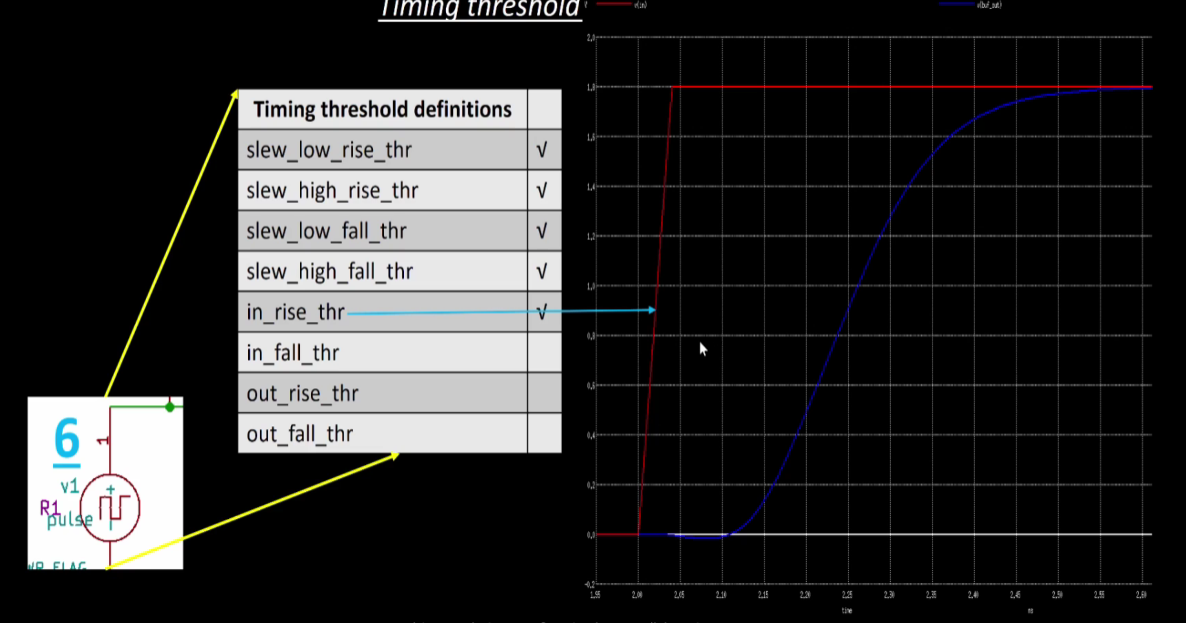 Timing threshold
v(in)
v(buf_out)
Timing threshold definitions
slew_low_rise_thr √
slew_high_rise_thr √
slew_low_fall_thr √
slew_high_fall_thr √
in_rise_thr √
in_fall_thr
out_rise_thr
out_fall_thr
6
1
v1
+
R1
pulse
2.0
1.8
1.6
1.4
1.2
1.0
0.8
0.6
0.4
0.2
0.0
-0.2
1.95 2.00 2.05 2.10 2.15 2.20 2.25 2.30 2.35 2.40 2.45 2.50 2.55 2.60
time ns